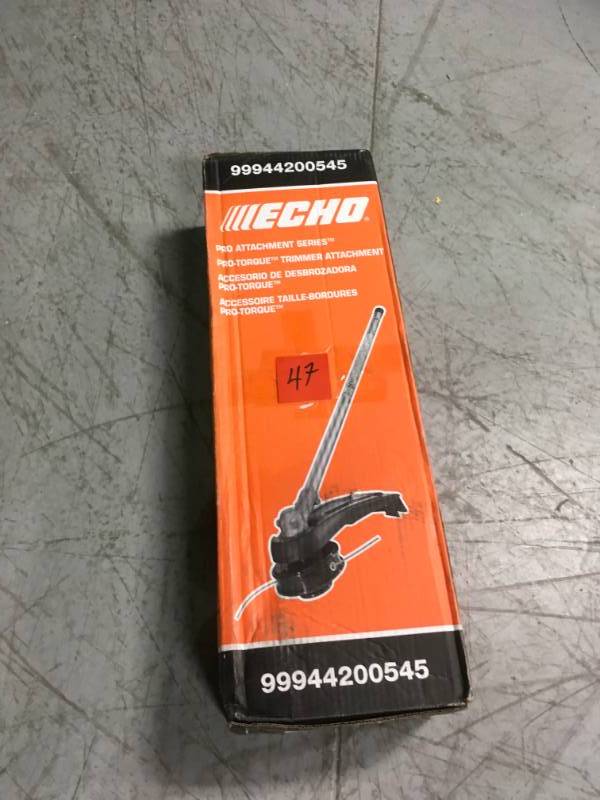 99944200545
ECHO®
PRO ATTACHMENT SERIES™
PRO-TORQUE™ TRIMMER ATTACHMENT
ACCESORIO DE DESBROZADORA
PRO-TORQUE™
ACCESSOIRE TAILLE-BORDURES
PRO-TORQUE™
47
99944200545